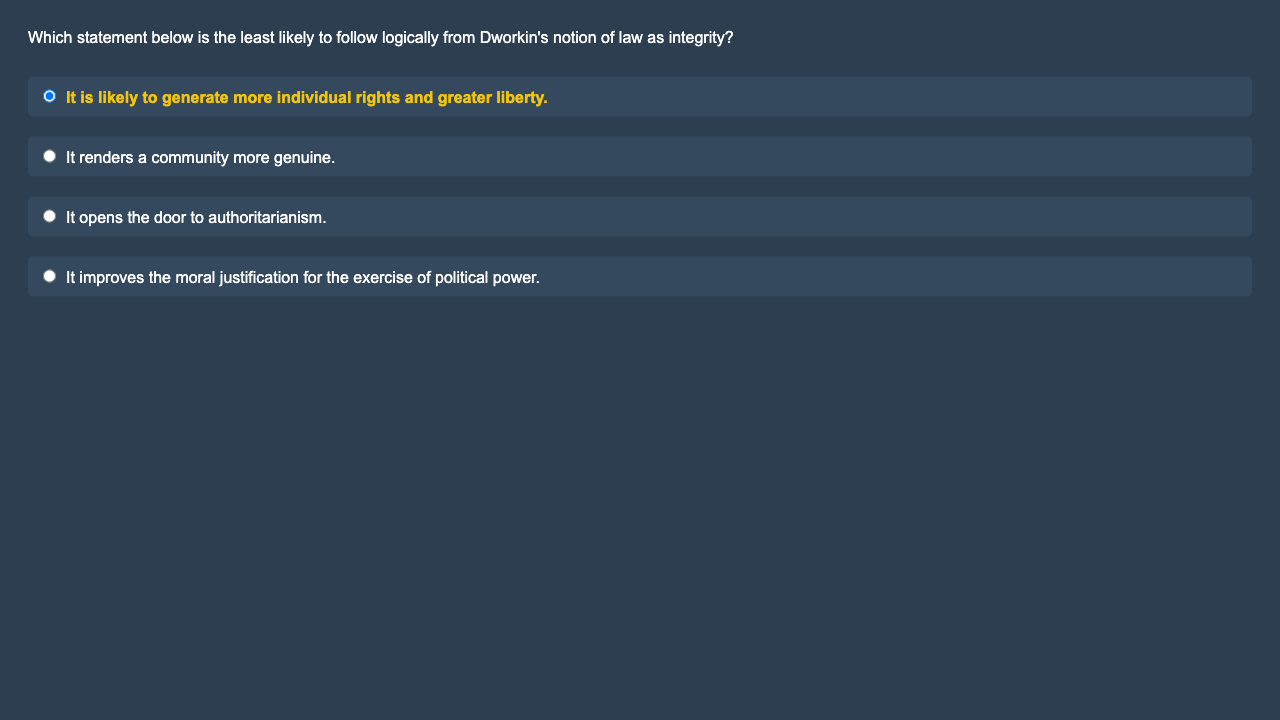 Which statement below is the least likely to follow logically from Dworkin's notion of law as integrity?
It is likely to generate more individual rights and greater liberty.
It renders a community more genuine.
It opens the door to authoritarianism.
It improves the moral justification for the exercise of political power.